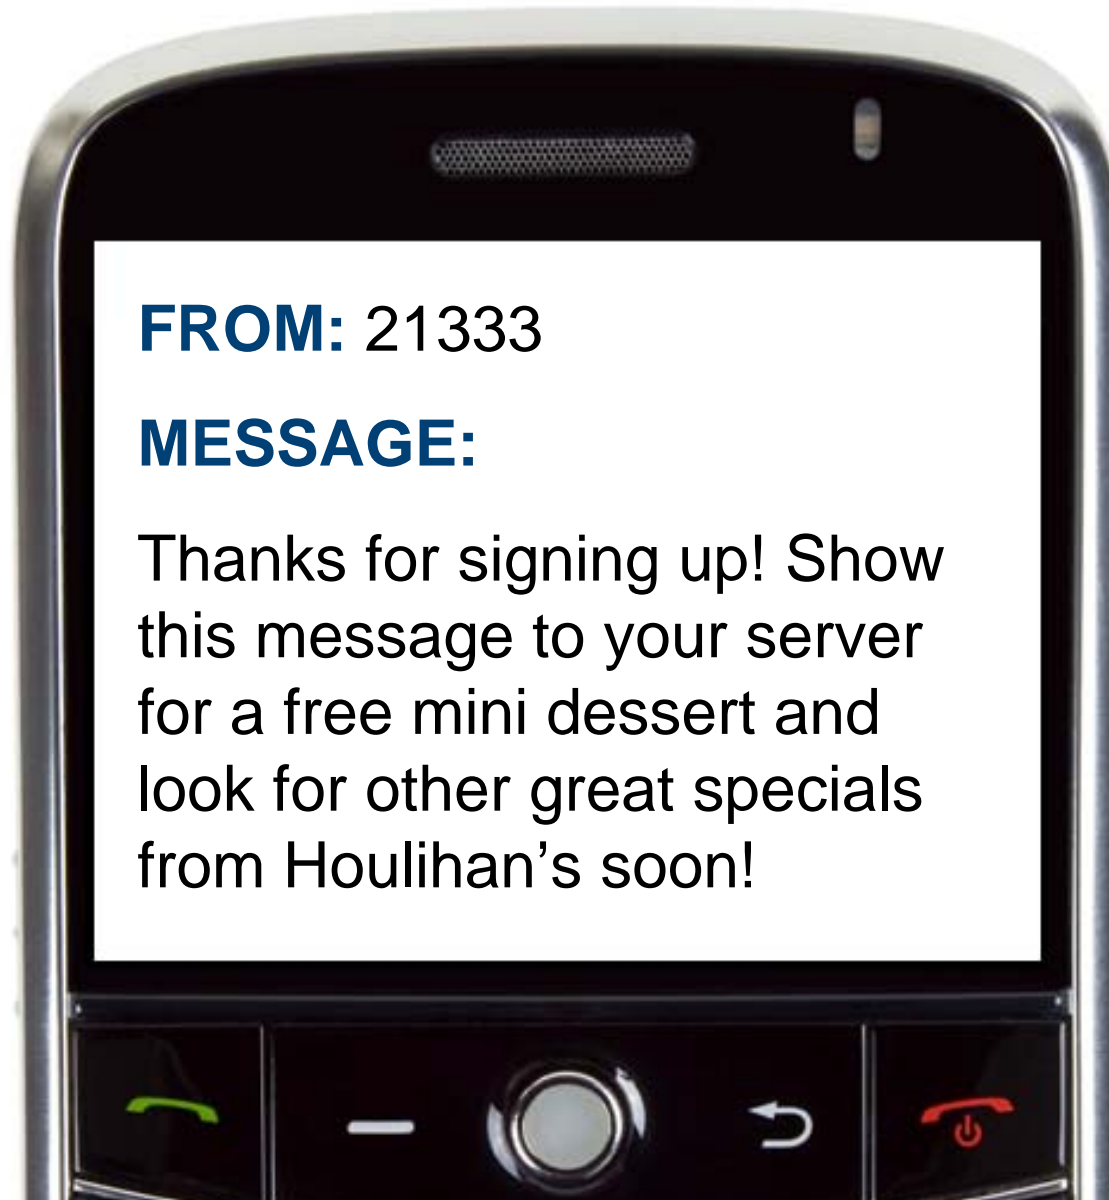 FROM: 21333
MESSAGE:
Thanks for signing up! Show
this message to your server
for a free mini dessert and
look for other great specials
from Houlihan’s soon!